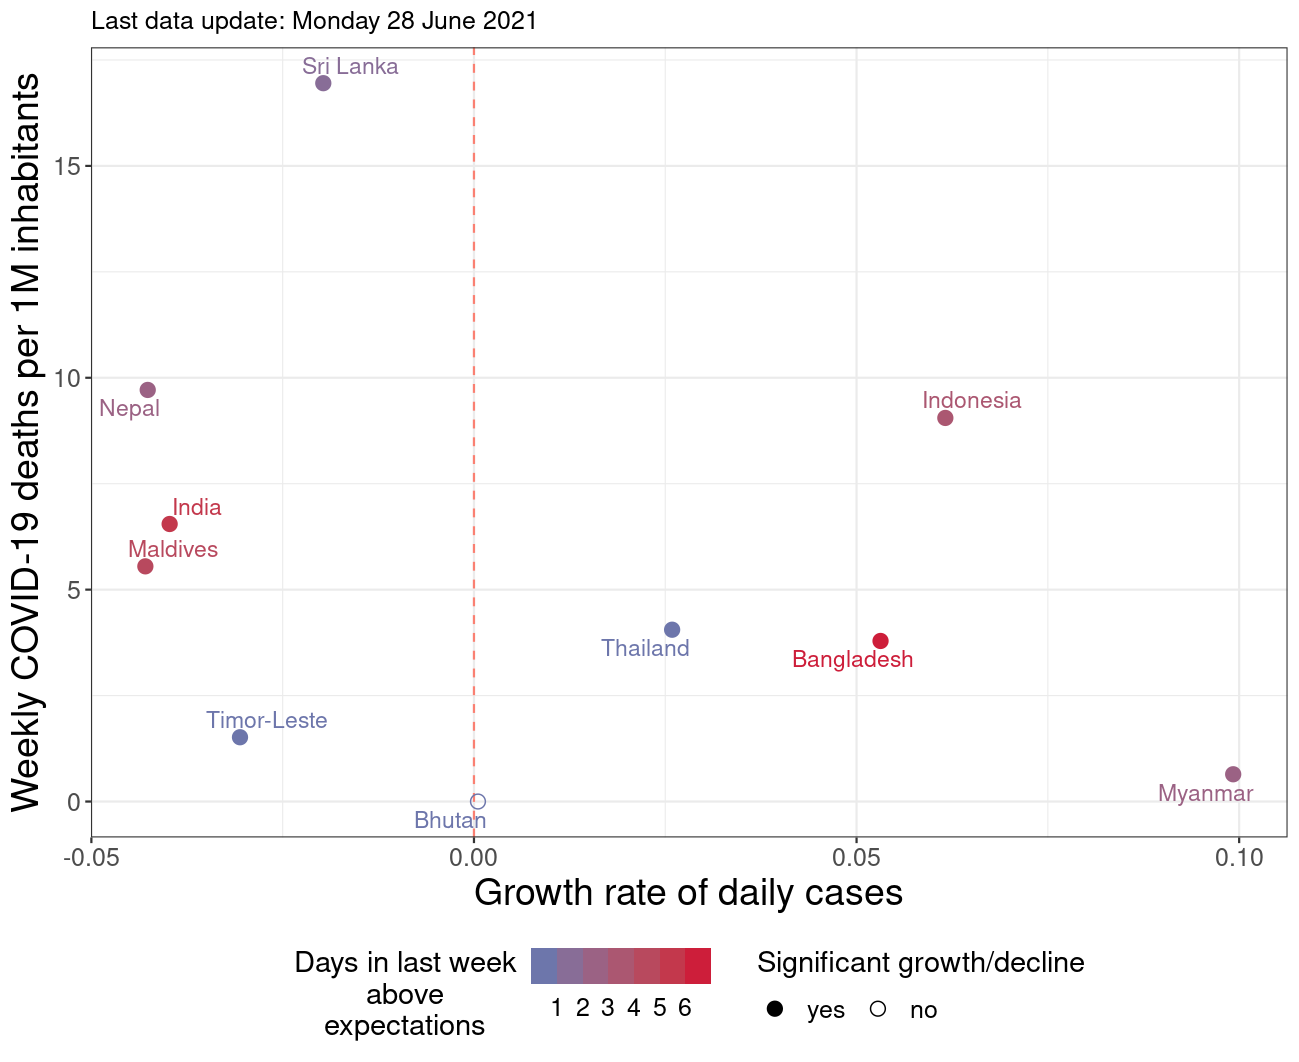 Last data update: Monday 28 June 2021
Weekly COVID-19 deaths per 1M inhabitants
Sri Lanka
15
10
Nepal
Indonesia
India
Maldives
5
Thailand
Bangladesh
Timor-Leste
Myanmar
0
Bhutan
-0.05 0.00 0.05 0.10
Growth rate of daily cases
Days in last week
above
expectations
1 2 3 4 5 6
Significant growth/decline
yes no